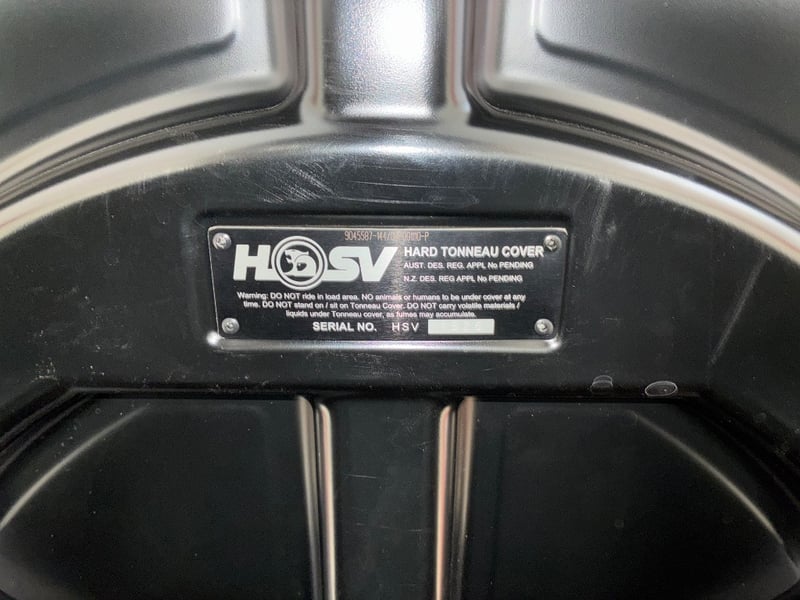 HSV
HARD TONNEAU COVER
AUST. DES. REG. APPL No PENDING
N.Z. DES. REG APPL No PENDING
Warning: DO NOT ride in load area. NO animals or humans to be under cover at any
time. DO NOT stand on / sit on Tonneau Cover. DO NOT carry volatile materials /
liquids under Tonneau cover, as fumes may accumulate.
SERIAL NO. HSV